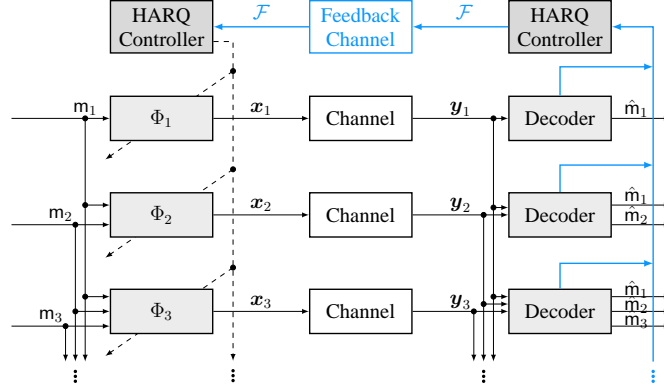 HARQ
Controller
ℱ
Feedback
Channel
ℱ
HARQ
Controller
m₁
Φ₁
x₁
Channel
y₁
Decoder
m̂₁
m₂
Φ₂
x₂
Channel
y₂
Decoder
m̂₁
m̂₂
m₃
Φ₃
x₃
Channel
y₃
Decoder
m̂₁
m̂₂
m̂₃